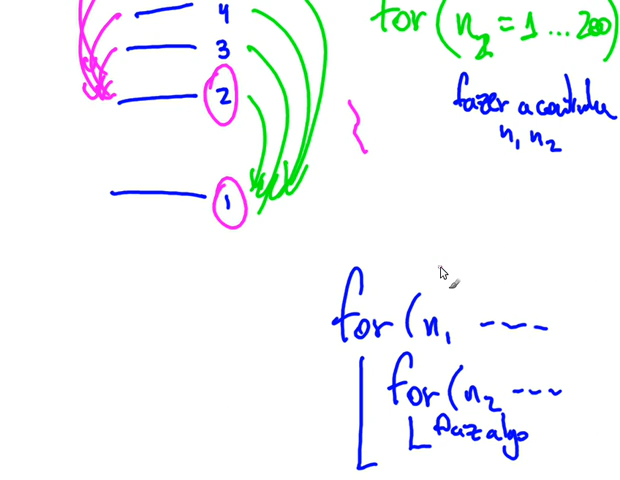 4
3
2
1
for (n2 = 1 ... 200)
fazer a conta
n1 n2
for (n1 ----
for (n2 ---
faz algo